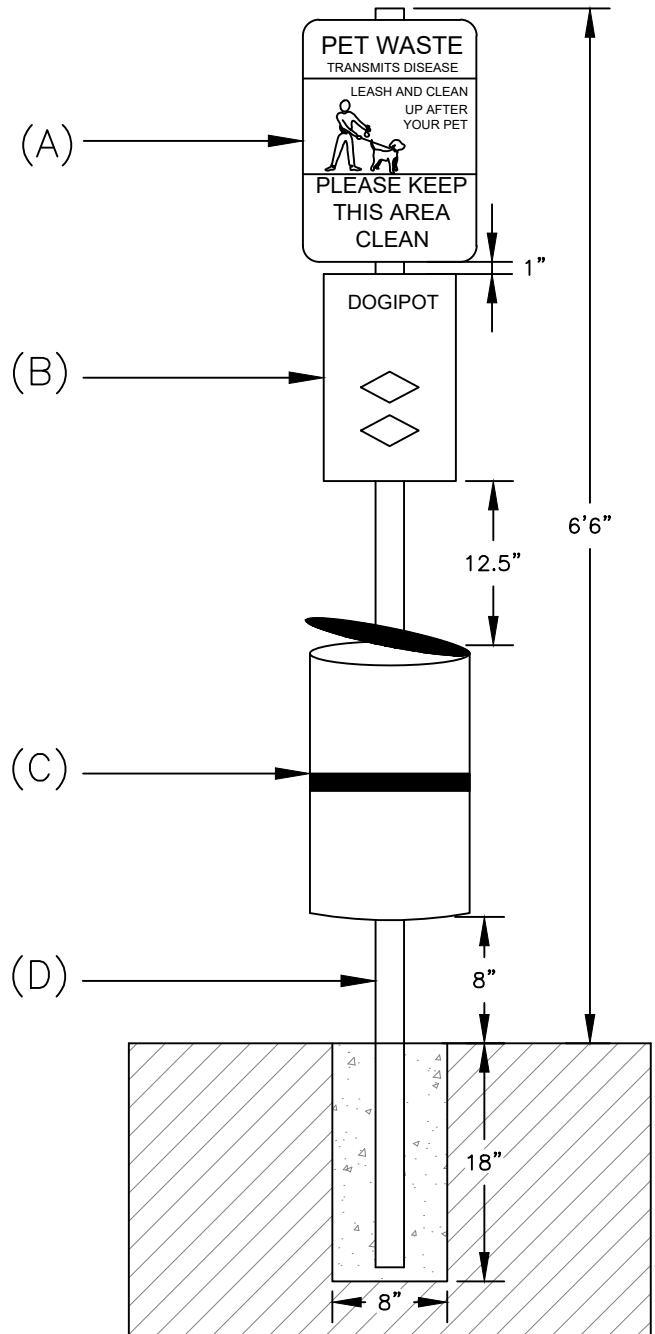 PET WASTE
TRANSMITS DISEASE
LEASH AND CLEAN
UP AFTER
YOUR PET
(A)
PLEASE KEEP
THIS AREA
CLEAN
1”
DOGIPOT
(B)
6’6”
12.5”
(C)
(D)
8”
18”
8”